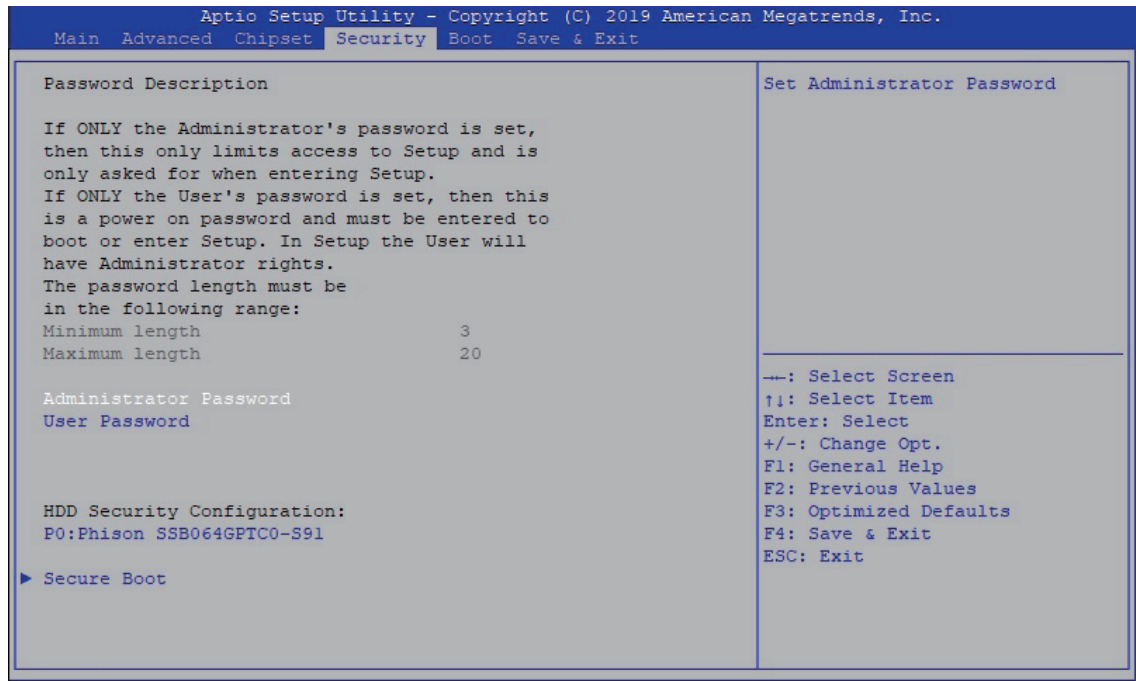 Aptio Setup Utility – Copyright (C) 2019 American Megatrends, Inc.
Main Advanced Chipset Security Boot Save & Exit
Password Description
If ONLY the Administrator's password is set,
then this only limits access to Setup and is
only asked for when entering Setup.
If ONLY the User's password is set, then this
is a power on password and must be entered to
boot or enter Setup. In Setup the User will
have Administrator rights.
The password length must be
in the following range:
Minimum length 3
Maximum length 20
Administrator Password
User Password
HDD Security Configuration:
P0:Phison SSB064GPTC0-S91
► Secure Boot
Set Administrator Password
→←: Select Screen
↑↓: Select Item
Enter: Select
+/-: Change Opt.
F1: General Help
F2: Previous Values
F3: Optimized Defaults
F4: Save & Exit
ESC: Exit